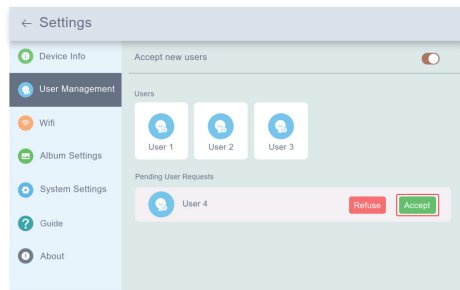 ← Settings
Device Info
User Management
Wifi
Album Settings
System Settings
Guide
About
Accept new users
Users
User 1 User 2 User 3
Pending User Requests
User 4 Refuse Accept